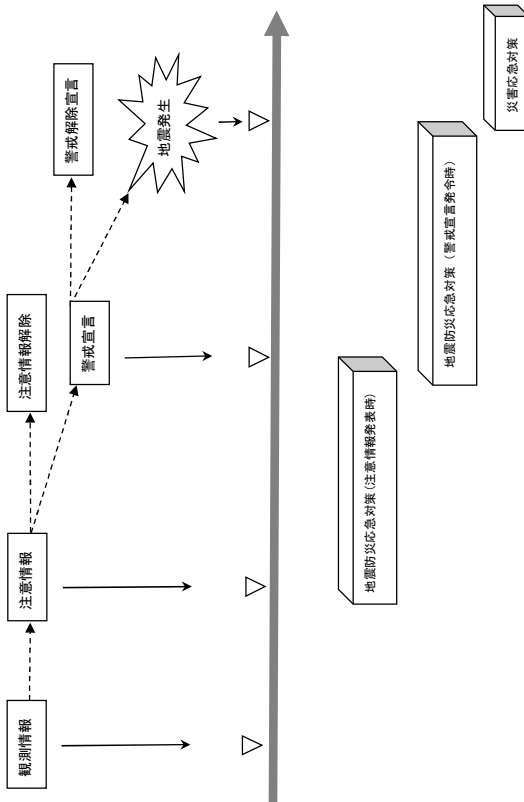 観測情報
注意情報
注意情報解除
警戒宣言
警戒解除宣言
地震発生
地震防災応急対策(注意情報発表時)
地震防災応急対策(警戒宣言発令時)
災害応急対策